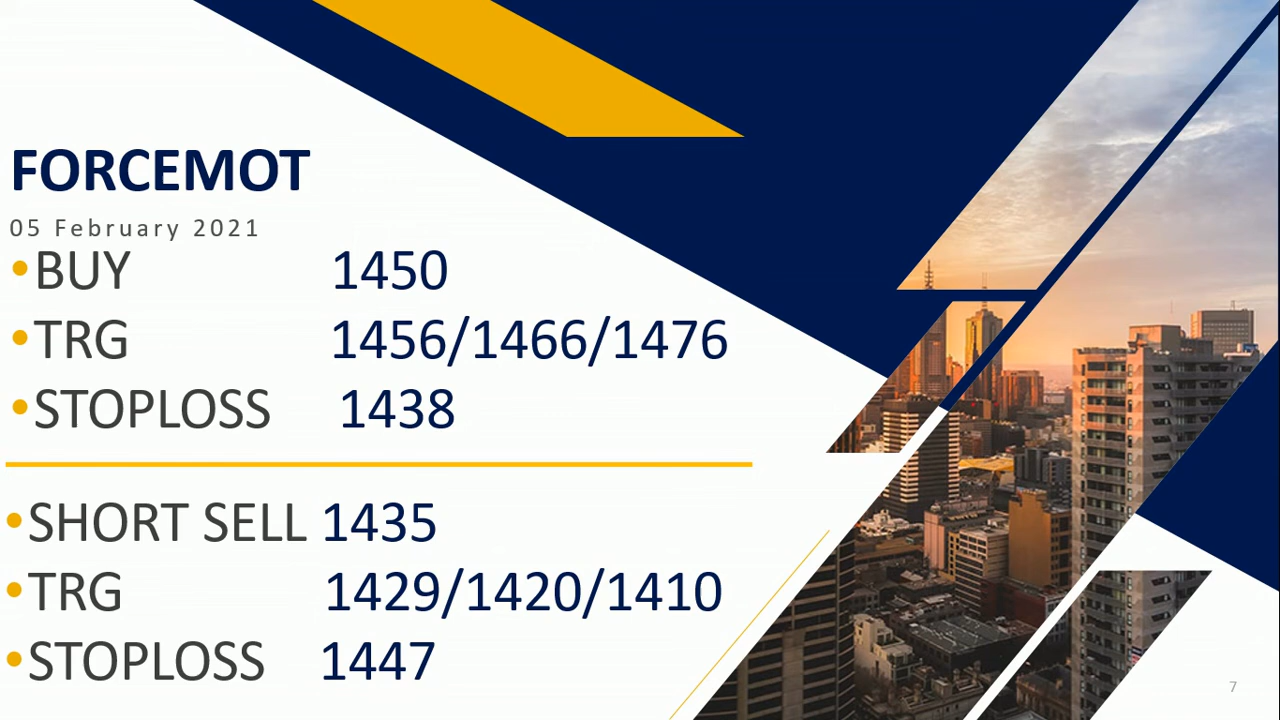 FORCEMOT
05 February 2021
•BUY 1450
•TRG 1456/1466/1476
•STOPLOSS 1438
•SHORT SELL 1435
•TRG 1429/1420/1410
•STOPLOSS 1447
7